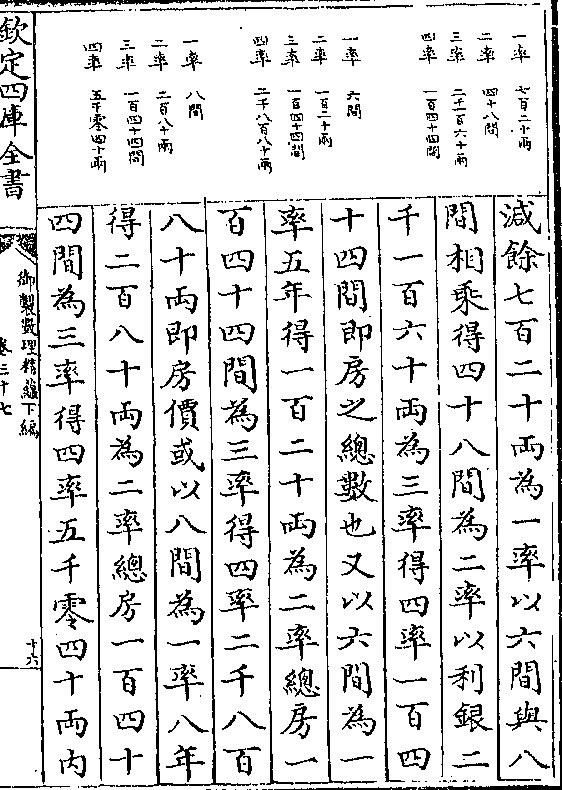 一率　七百二十兩
二率　四十八間
三率　二千一百六十兩
四率　一百四十四間
一率　六間
二率　一百二十兩
三率　一百四十四間
四率　二千八百八十兩
一率　八間
二率　二百八十兩
三率　一百四十四間
四率　五千零四十兩
減餘七百二十兩為一率以六間與八
間相乘得四十八間為二率以利銀二
千一百六十兩為三率得四率一百四
十四間即房之總數也又以六間為一
率五年得一百二十兩為二率總房一
百四十四間為三率得四率二千八百
八十兩即房價或以八間為一率八年
得二百八十兩為二率總房一百四十
四間為三率得四率五千零四十兩內
欽定四庫全書
御製數理精蘊下編
卷三十七
十六